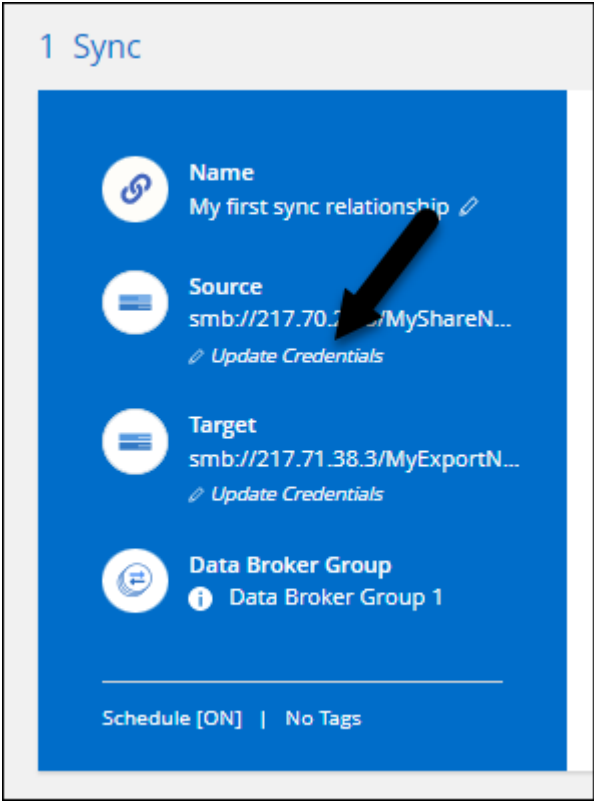 1 Sync
Name
My first sync relationship
Source
Update Credentials
Target
smb://217.71.38.3/MyExportN...
Update Credentials
Data Broker Group
Data Broker Group 1
Schedule [ON] | No Tags